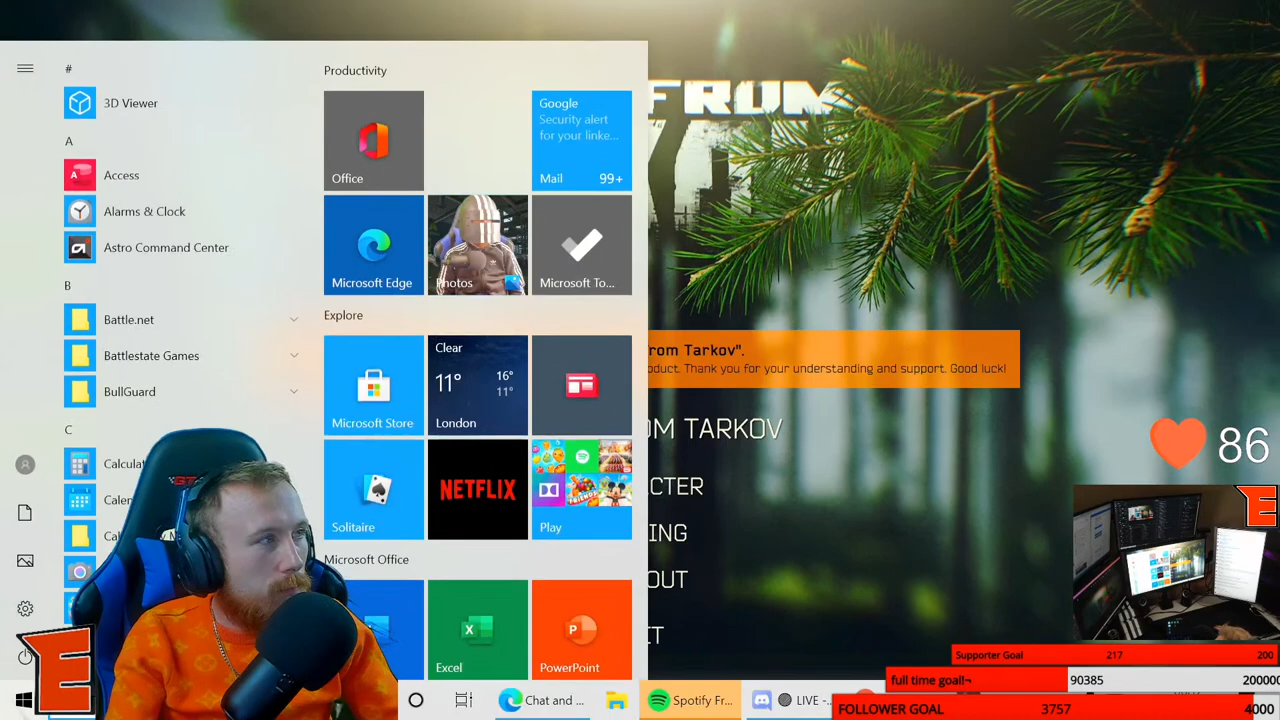 #
3D Viewer
A
Access
Alarms & Clock
Astro Command Center
B
Battle.net
Battlestate Games
BullGuard
C
Productivity
Office
Google
Security alert
for your linke...
Mail 99+
Microsoft Edge
Photos
Microsoft To...
Explore
Microsoft Store
Clear
11° 16°
11°
London
Solitaire
NETFLIX
Play
Microsoft Office
Excel
PowerPoint
FROM
from Tarkov".
oduct. Thank you for your understanding and support. Good luck!
OM TARKOV
CTER
ING
OUT
IT
86
E
Supporter Goal 217 200
full time goal!¬ 90385 200000
FOLLOWER GOAL 3757 4000
E
Chat and ...
Spotify Fr...
LIVE -...